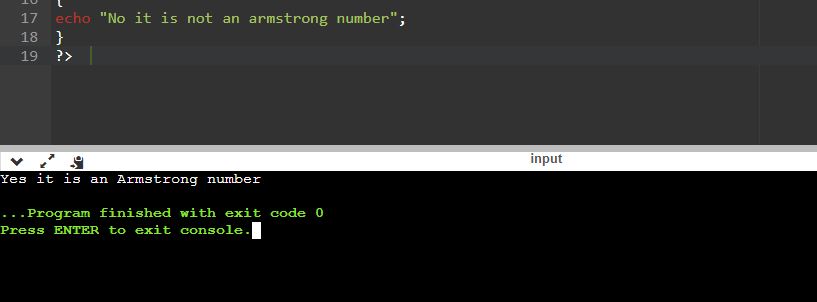 16 {
17 echo "No it is not an armstrong number";
18 }
19 ?>
input
Yes it is an Armstrong number
...Program finished with exit code 0
Press ENTER to exit console.